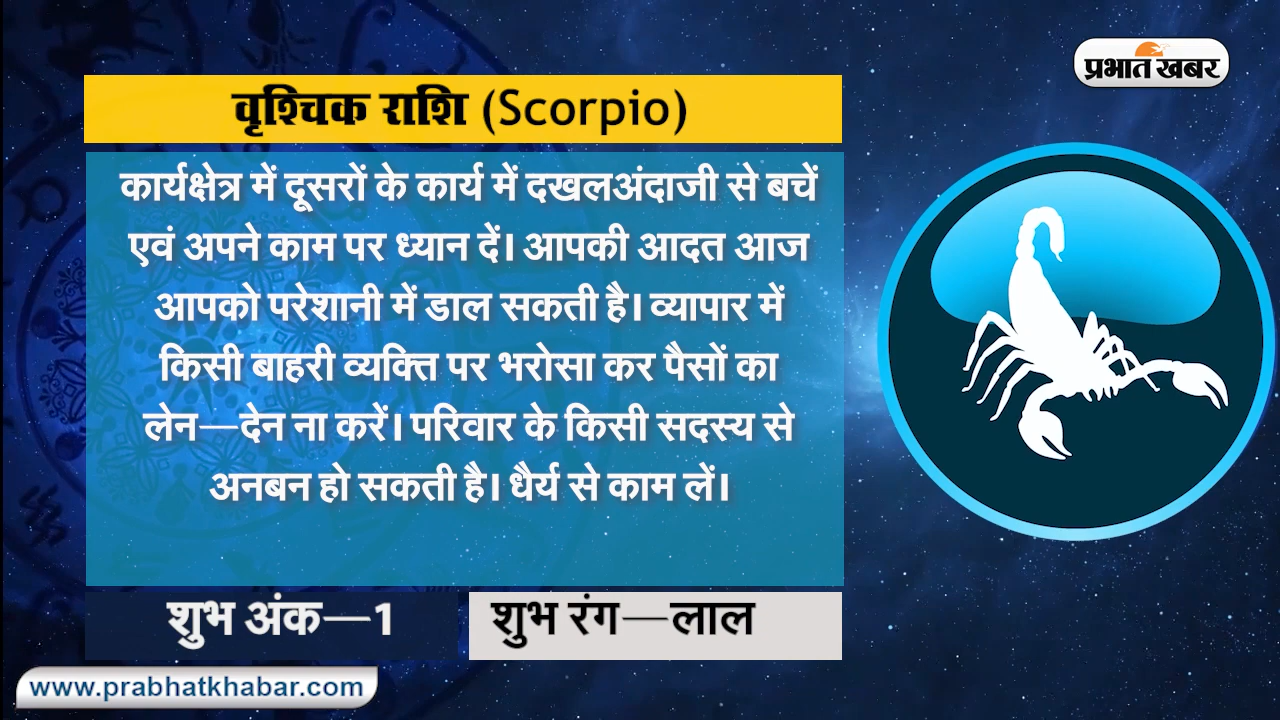 प्रभात खबर
वृश्चिक राशि (Scorpio)
कार्यक्षेत्र में दूसरों के कार्य में दखलअंदाजी से बचें
एवं अपने काम पर ध्यान दें। आपकी आदत आज
आपको परेशानी में डाल सकती है। व्यापार में
किसी बाहरी व्यक्ति पर भरोसा कर पैसों का
लेन—देन ना करें। परिवार के किसी सदस्य से
अनबन हो सकती है। धैर्य से काम लें।
शुभ अंक—1
शुभ रंग—लाल
www.prabhatkhabar.com